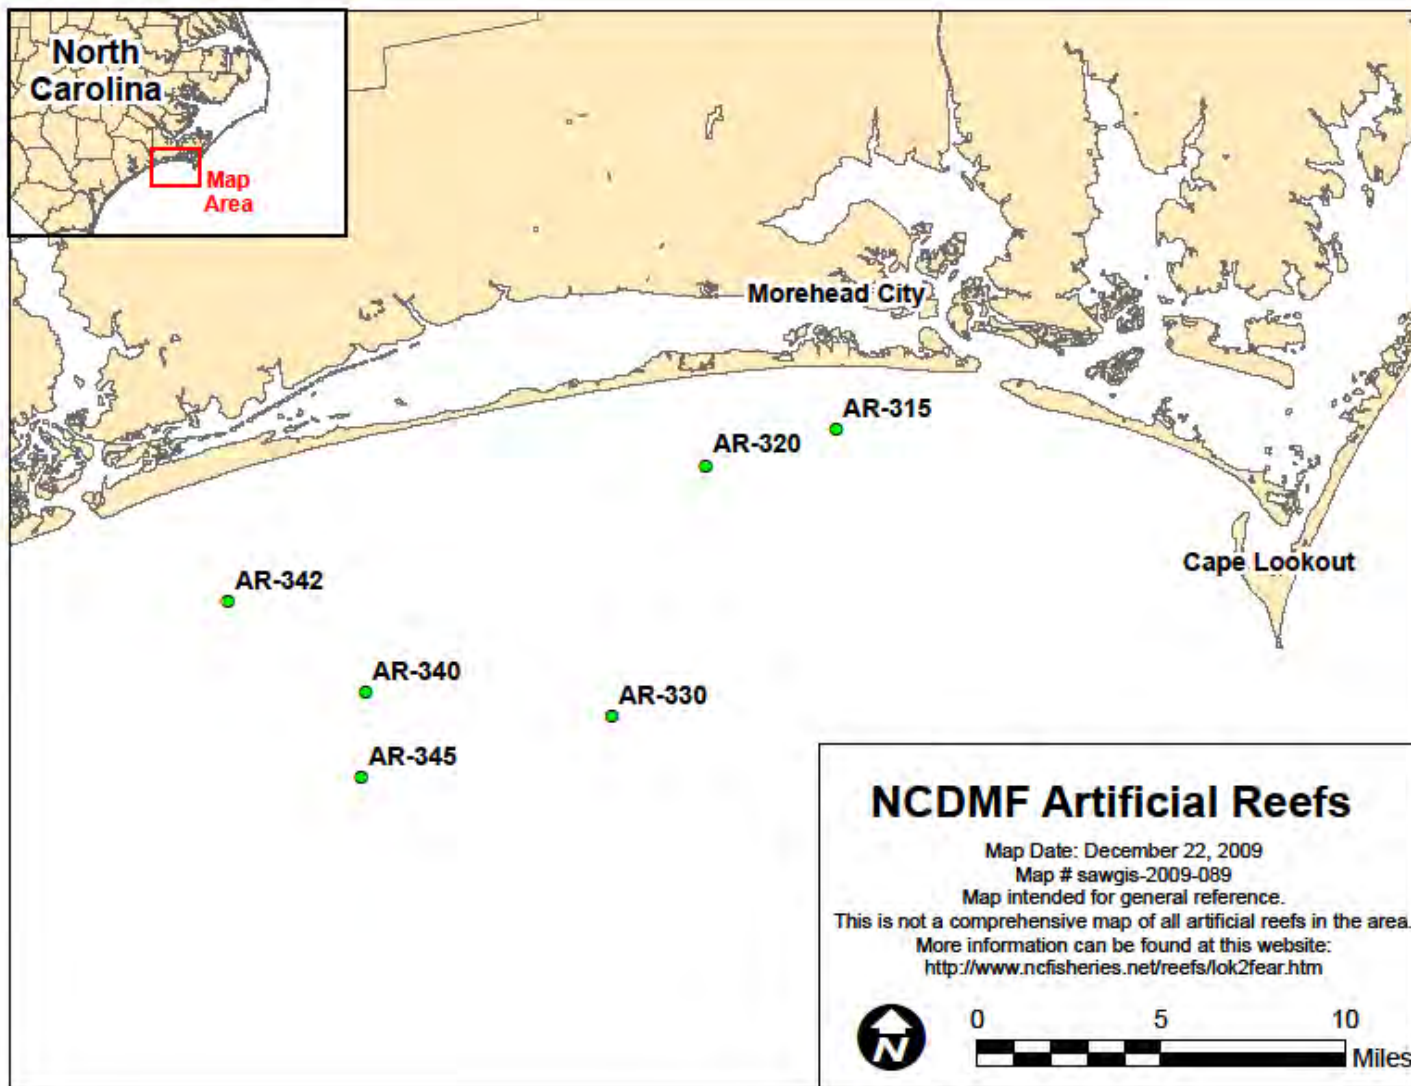 North
Carolina
Map
Area
Morehead City
AR-315
AR-320
Cape Lookout
AR-342
AR-340
AR-330
AR-345
NCDMF Artificial Reefs
Map Date: December 22, 2009
Map # sawgis-2009-089
Map intended for general reference.
This is not a comprehensive map of all artificial reefs in the area.
More information can be found at this website:
http://www.ncfisheries.net/reefs/lok2fear.htm
N
0 5 10
Miles